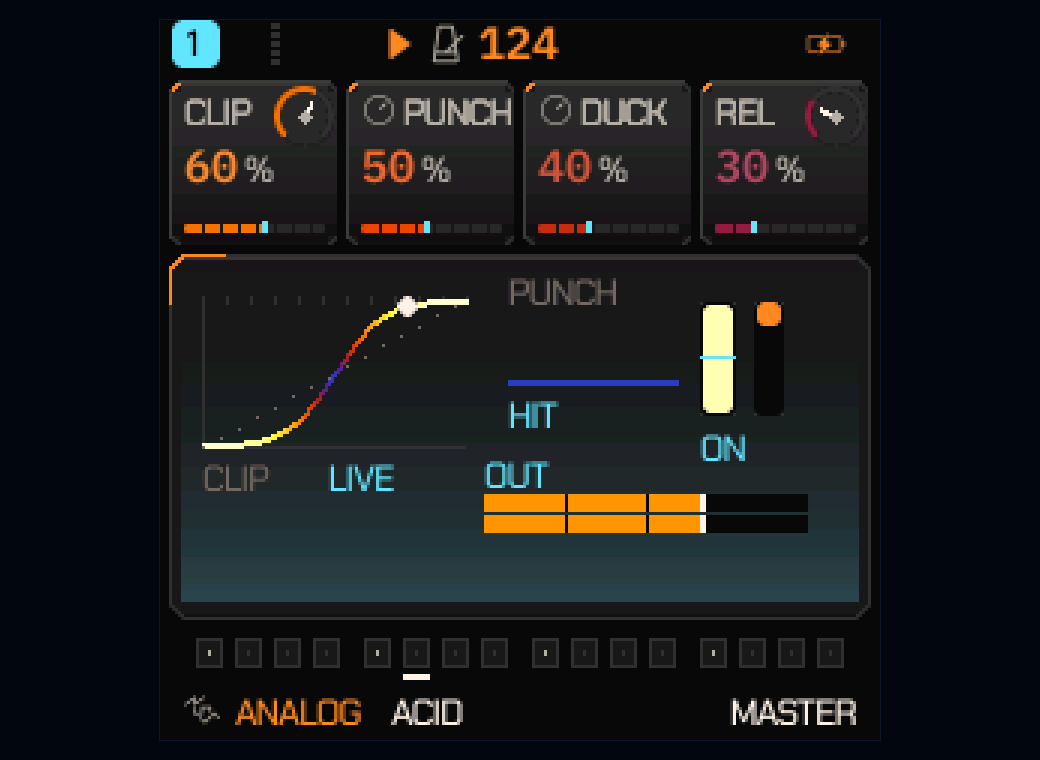 1 124
CLIP PUNCH DUCK REL
60 % 50 % 40 % 30 %
PUNCH
HIT
ON
CLIP LIVE OUT
ANALOG ACID MASTER